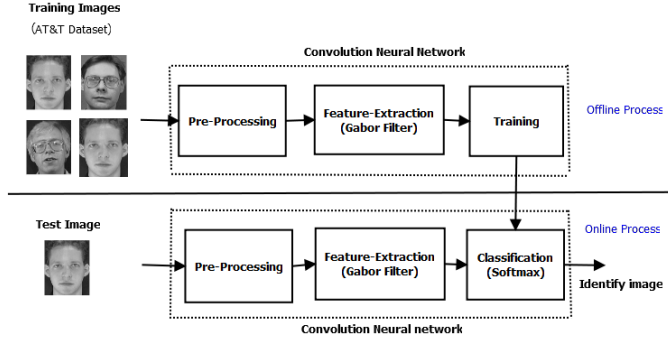 Training Images
(AT&T Dataset)
Convolution Neural Network
Pre-Processing
Feature-Extraction
(Gabor Filter)
Training
Offline Process
Test Image
Online Process
Pre-Processing
Feature-Extraction
(Gabor Filter)
Classification
(Softmax)
Identify image
Convolution Neural network